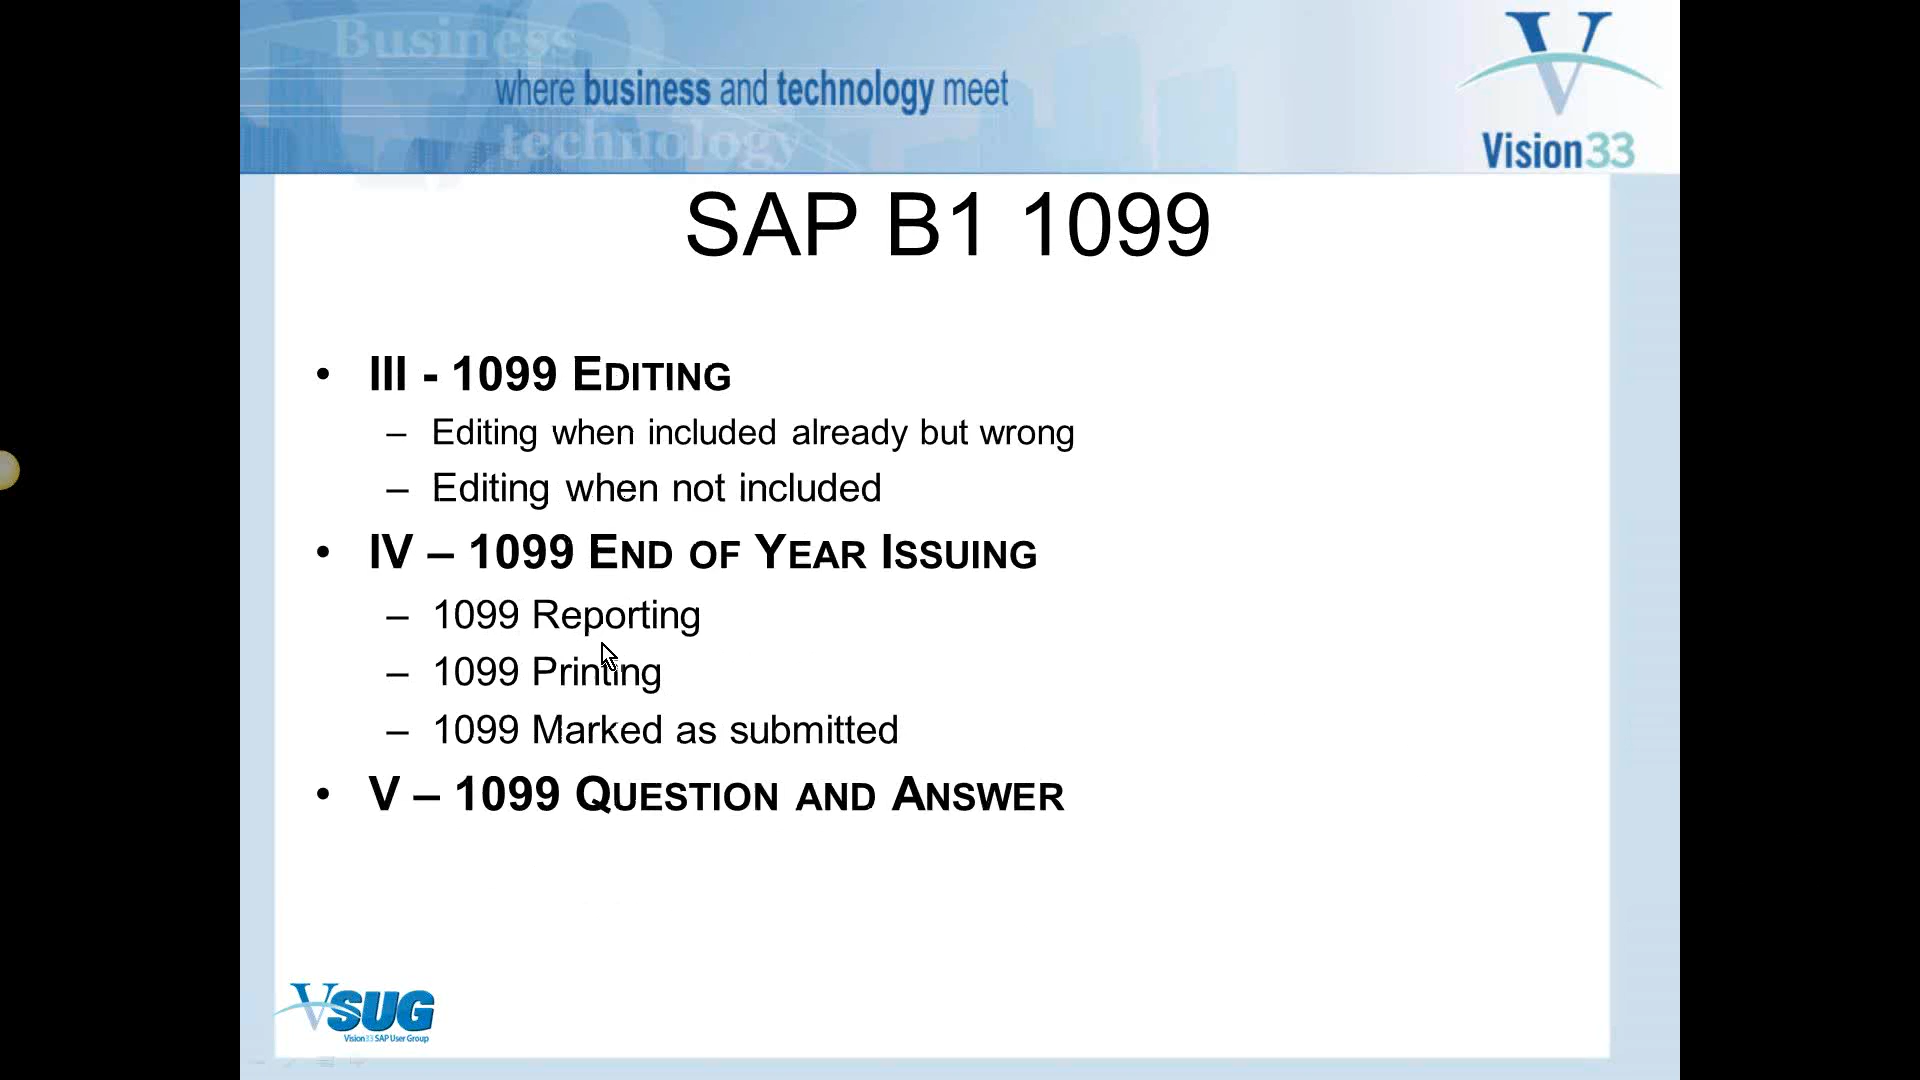 Business
where business and technology meet
technology
Vision33
SAP B1 1099
• III - 1099 EDITING
– Editing when included already but wrong
– Editing when not included
• IV – 1099 END OF YEAR ISSUING
– 1099 Reporting
– 1099 Printing
– 1099 Marked as submitted
• V – 1099 QUESTION AND ANSWER
VSUG
Vision33 SAP User Group